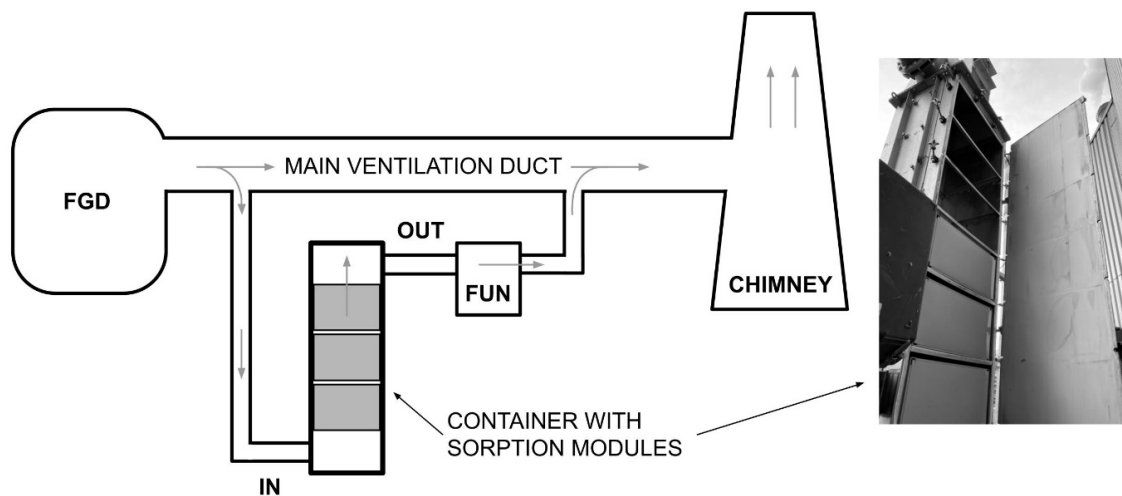 MAIN VENTILATION DUCT
FGD
OUT
FUN
CHIMNEY
CONTAINER WITH
SORPTION MODULES
IN